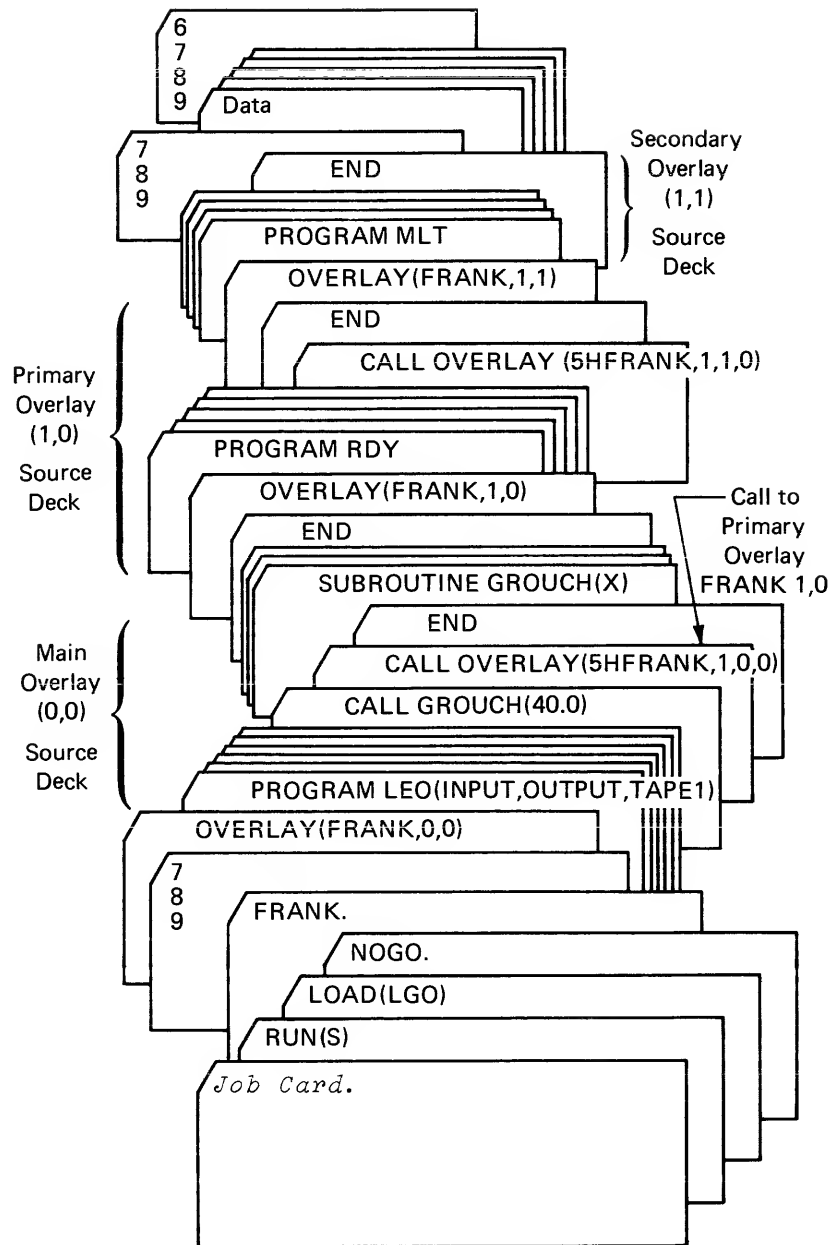 6
7
8
9
Data
7
8
9
END
Secondary
Overlay
(1,1)
Source
Deck
PROGRAM MLT
OVERLAY(FRANK,1,1)
END
CALL OVERLAY (5HFRANK,1,1,0)
Primary
Overlay
(1,0)
Source
Deck
PROGRAM RDY
OVERLAY(FRANK,1,0)
END
Call to
Primary
Overlay
FRANK 1,0
SUBROUTINE GROUCH(X)
END
CALL OVERLAY(5HFRANK,1,0,0)
Main
Overlay
(0,0)
Source
Deck
CALL GROUCH(40.0)
PROGRAM LEO(INPUT,OUTPUT,TAPE1)
OVERLAY(FRANK,0,0)
7
8
9
FRANK.
NOGO.
LOAD(LGO)
RUN(S)
Job Card.